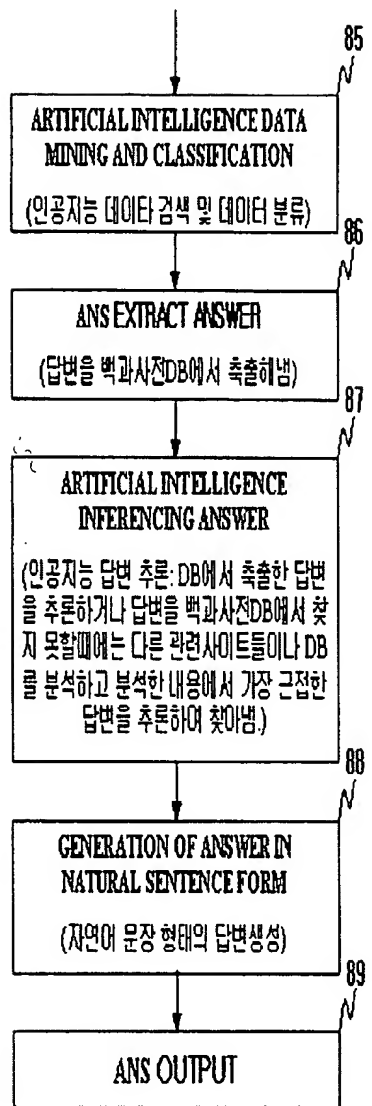 85
ARTIFICIAL INTELLIGENCE DATA
MINING AND CLASSIFICATION
(인공지능 데이타 검색 및 데이터 분류)
86
ANS EXTRACT ANSWER
(답변을 백과사전DB에서 축출해냄)
87
ARTIFICIAL INTELLIGENCE
INFERENCING ANSWER
(인공지능 답변 추론: DB에서 축출한 답변
을 추론하거나 답변을 백과사전DB에서 찾
지 못할때에는 다른 관련사이트들이나 DB
를 분석하고 분석한 내용에서 가장 근접한
답변을 추론하여 찾아냄.)
88
GENERATION OF ANSWER IN
NATURAL SENTENCE FORM
(자연어 문장 형태의 답변생성)
89
ANS OUTPUT